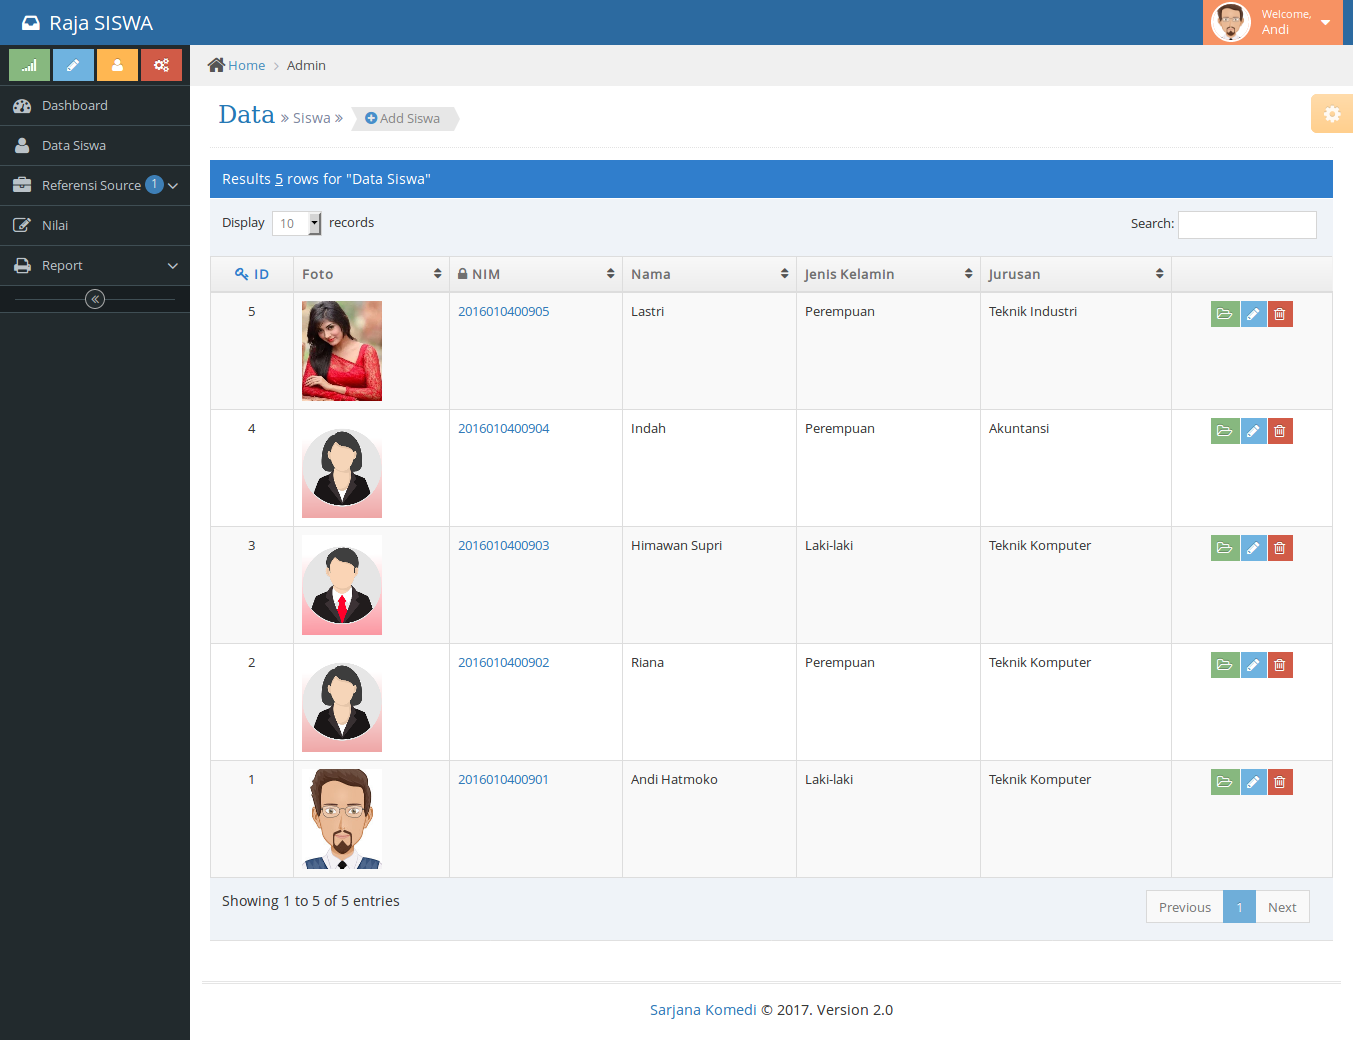 Raja SISWA
Welcome,
Andi
Home > Admin
Dashboard
Data Siswa
Referensi Source 1
Nilai
Report
Data » Siswa » Add Siswa
Results 5 rows for "Data Siswa"
Display 10 records
Search:
ID Foto NIM Nama Jenis Kelamin Jurusan
5 2016010400905 Lastri Perempuan Teknik Industri
4 2016010400904 Indah Perempuan Akuntansi
3 2016010400903 Himawan Supri Laki-laki Teknik Komputer
2 2016010400902 Riana Perempuan Teknik Komputer
1 2016010400901 Andi Hatmoko Laki-laki Teknik Komputer
Showing 1 to 5 of 5 entries
Previous 1 Next
Sarjana Komedi © 2017. Version 2.0